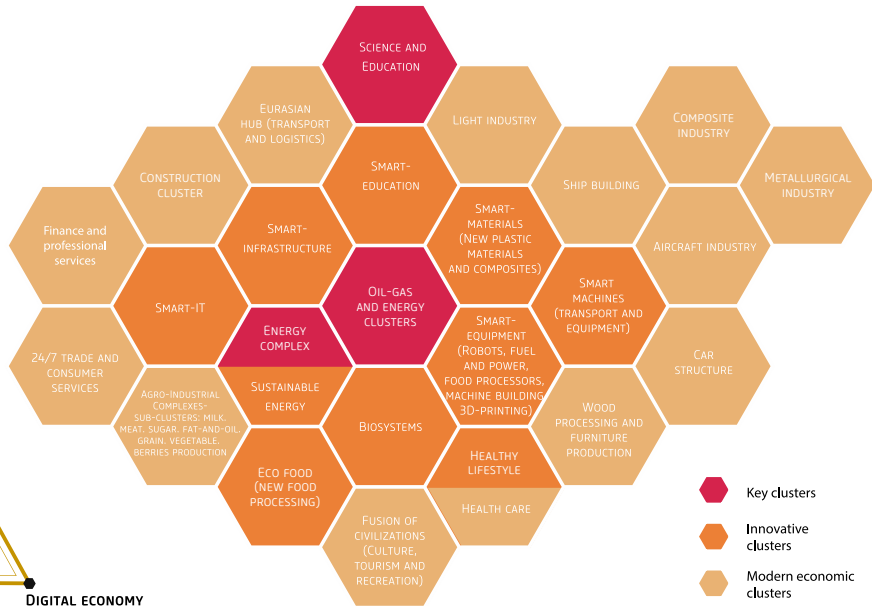 SCIENCE AND
EDUCATION
EURASIAN
HUB (TRANSPORT
AND LOGISTICS)
LIGHT INDUSTRY
COMPOSITE
INDUSTRY
CONSTRUCTION
CLUSTER
SMART-
EDUCATION
SHIP BUILDING
METALLURGICAL
INDUSTRY
Finance and
professional
services
SMART-
INFRASTRUCTURE
SMART-
MATERIALS
(NEW PLASTIC
MATERIALS
AND COMPOSITES)
AIRCRAFT INDUSTRY
SMART-IT
OIL-GAS
AND ENERGY
CLUSTERS
SMART
MACHINES
(TRANSPORT AND
EQUIPMENT)
24/7 TRADE AND
CONSUMER
SERVICES
ENERGY
COMPLEX
SUSTAINABLE
ENERGY
SMART-
EQUIPMENT
(ROBOTS, FUEL
AND POWER,
FOOD PROCESSORS,
MACHINE BUILDING
3D-PRINTING)
CAR
STRUCTURE
AGRO-INDUSTRIAL
COMPLEXES-
SUB-CLUSTERS: MILK.
MEAT. SUGAR. FAT-AND-OIL.
GRAIN. VEGETABLE.
BERRIES PRODUCTION
BIOSYSTEMS
WOOD
PROCESSING AND
FURNITURE
PRODUCTION
ECO FOOD
(NEW FOOD
PROCESSING)
HEALTHY
LIFESTYLE
HEALTH CARE
FUSION OF
CIVILIZATIONS
(CULTURE,
TOURISM AND
RECREATION)
Key clusters
Innovative
clusters
Modern economic
clusters
DIGITAL ECONOMY